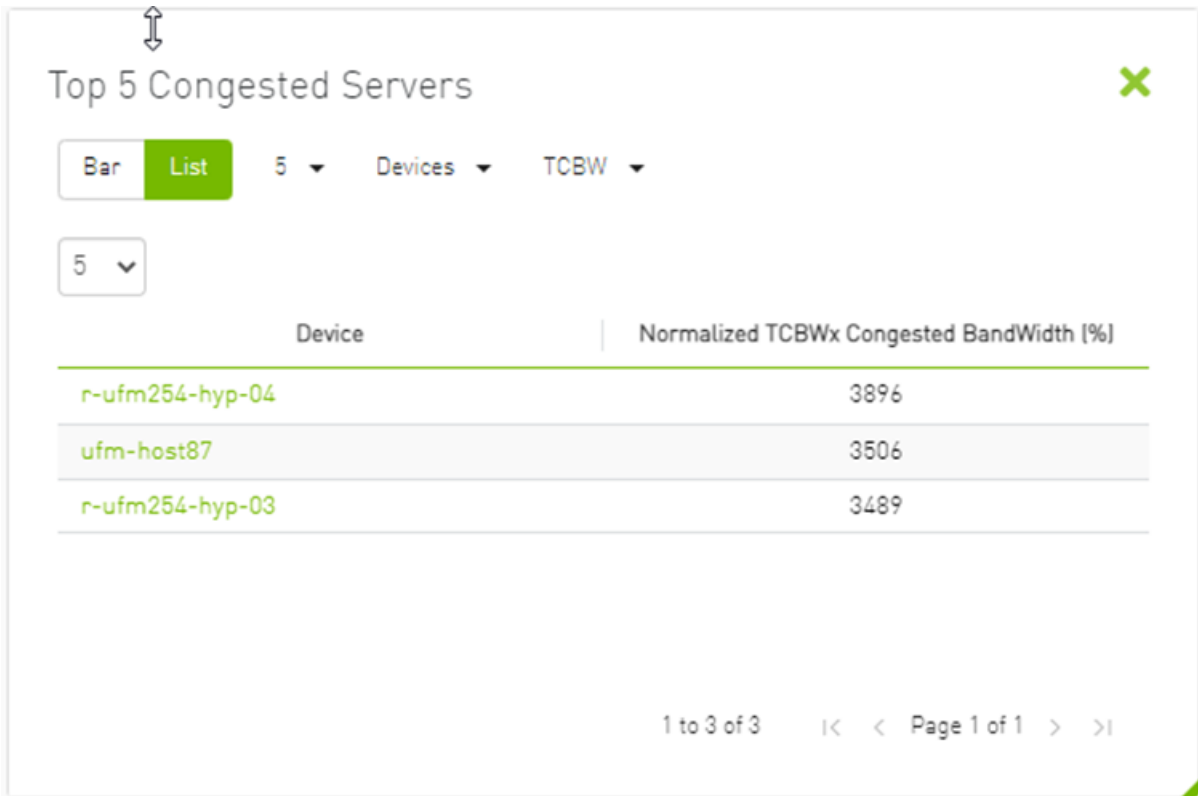 Top 5 Congested Servers
Bar List 5 Devices TCBW
5
Device Normalized TCBWx Congested BandWidth (%)
r-ufm254-hyp-04 3896
ufm-host87 3506
r-ufm254-hyp-03 3489
1 to 3 of 3 |< < Page 1 of 1 > >|